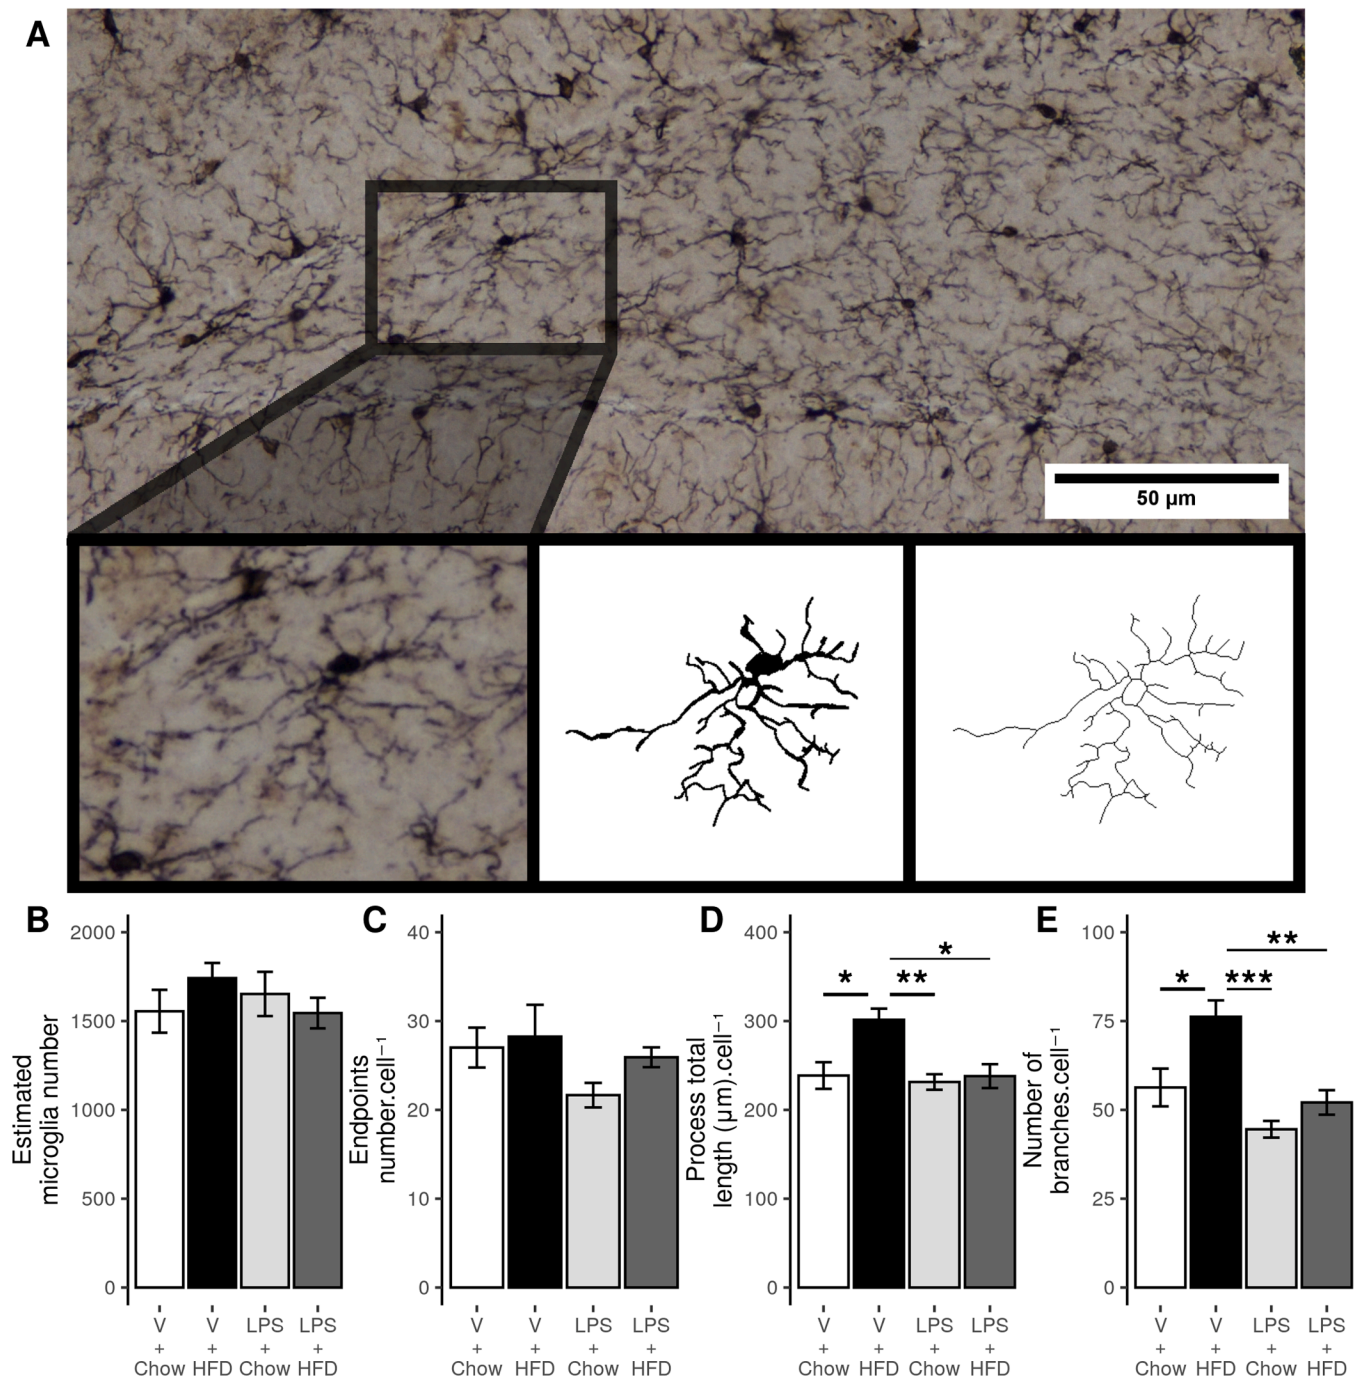 A
50 µm
B
Estimated
microglia number
2000
1500
1000
500
0
V + Chow
V + HFD
LPS + Chow
LPS + HFD
C
Endpoints
number.cell⁻¹
40
30
20
10
0
V + Chow
V + HFD
LPS + Chow
LPS + HFD
D
Process total
length (µm).cell⁻¹
400
300
200
100
0
*
*
**
V + Chow
V + HFD
LPS + Chow
LPS + HFD
E
Number of
branches.cell⁻¹
100
75
50
25
0
**
*
***
V + Chow
V + HFD
LPS + Chow
LPS + HFD